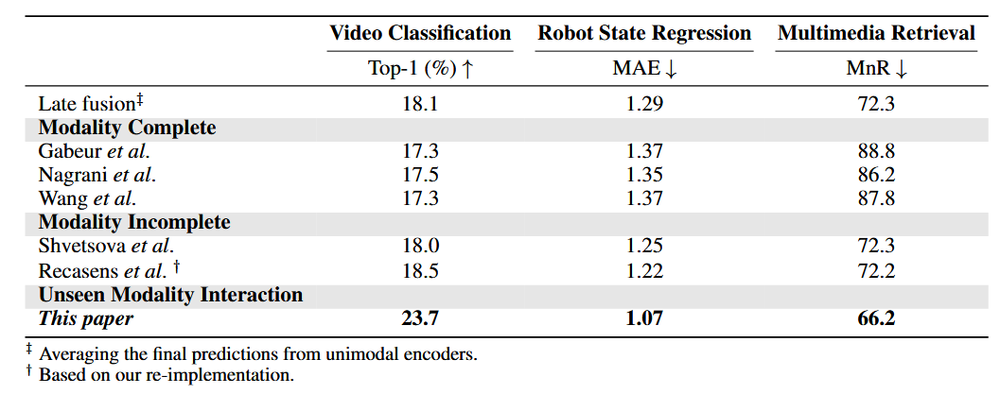 Video Classification Robot State Regression Multimedia Retrieval
Top-1 (%) ↑ MAE ↓ MnR ↓
Late fusion‡ 18.1 1.29 72.3
Modality Complete
Gabeur et al. 17.3 1.37 88.8
Nagrani et al. 17.5 1.35 86.2
Wang et al. 17.3 1.37 87.8
Modality Incomplete
Shvetsova et al. 18.0 1.25 72.3
Recasens et al. † 18.5 1.22 72.2
Unseen Modality Interaction
This paper 23.7 1.07 66.2
‡ Averaging the final predictions from unimodal encoders.
† Based on our re-implementation.